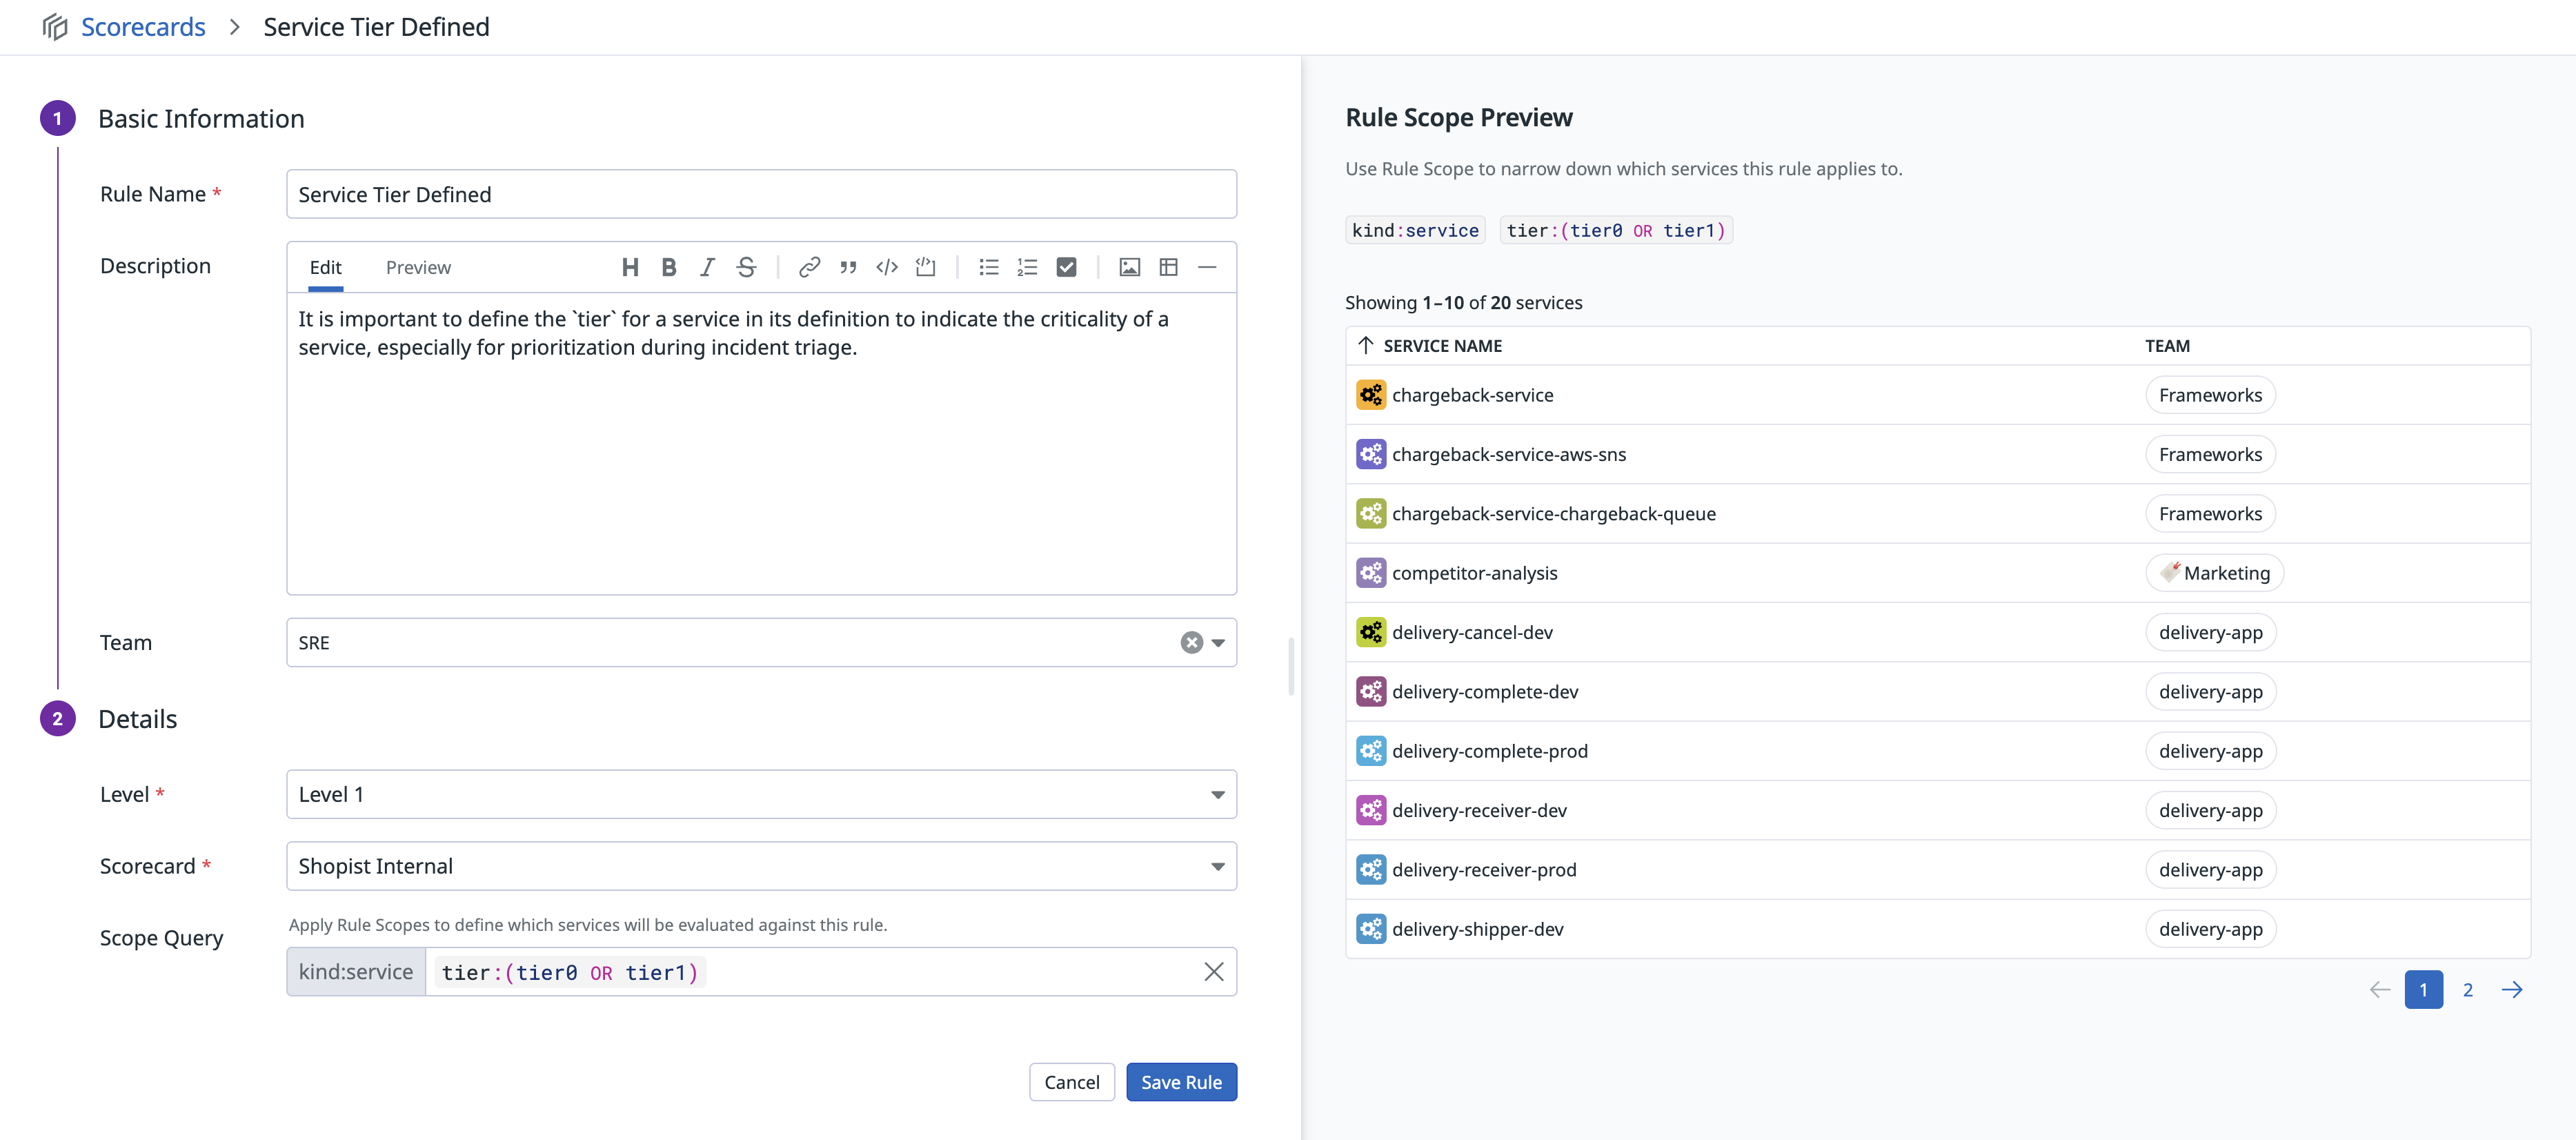 Scorecards > Service Tier Defined
1 Basic Information
Rule Name *
Service Tier Defined
Description
Edit Preview
It is important to define the `tier` for a service in its definition to indicate the criticality of a
service, especially for prioritization during incident triage.
Team
SRE
2 Details
Level *
Level 1
Scorecard *
Shopist Internal
Scope Query
Apply Rule Scopes to define which services will be evaluated against this rule.
kind:service tier:(tier0 OR tier1)
Cancel Save Rule
Rule Scope Preview
Use Rule Scope to narrow down which services this rule applies to.
kind:service tier:(tier0 OR tier1)
Showing 1–10 of 20 services
SERVICE NAME TEAM
chargeback-service Frameworks
chargeback-service-aws-sns Frameworks
chargeback-service-chargeback-queue Frameworks
competitor-analysis Marketing
delivery-cancel-dev delivery-app
delivery-complete-dev delivery-app
delivery-complete-prod delivery-app
delivery-receiver-dev delivery-app
delivery-receiver-prod delivery-app
delivery-shipper-dev delivery-app
1 2